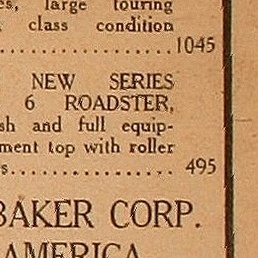 es, large touring
class condition
............................1045
NEW SERIES
6 ROADSTER,
sh and full equip-
ment top with roller
s....................... 495
BAKER CORP.
AMERICA